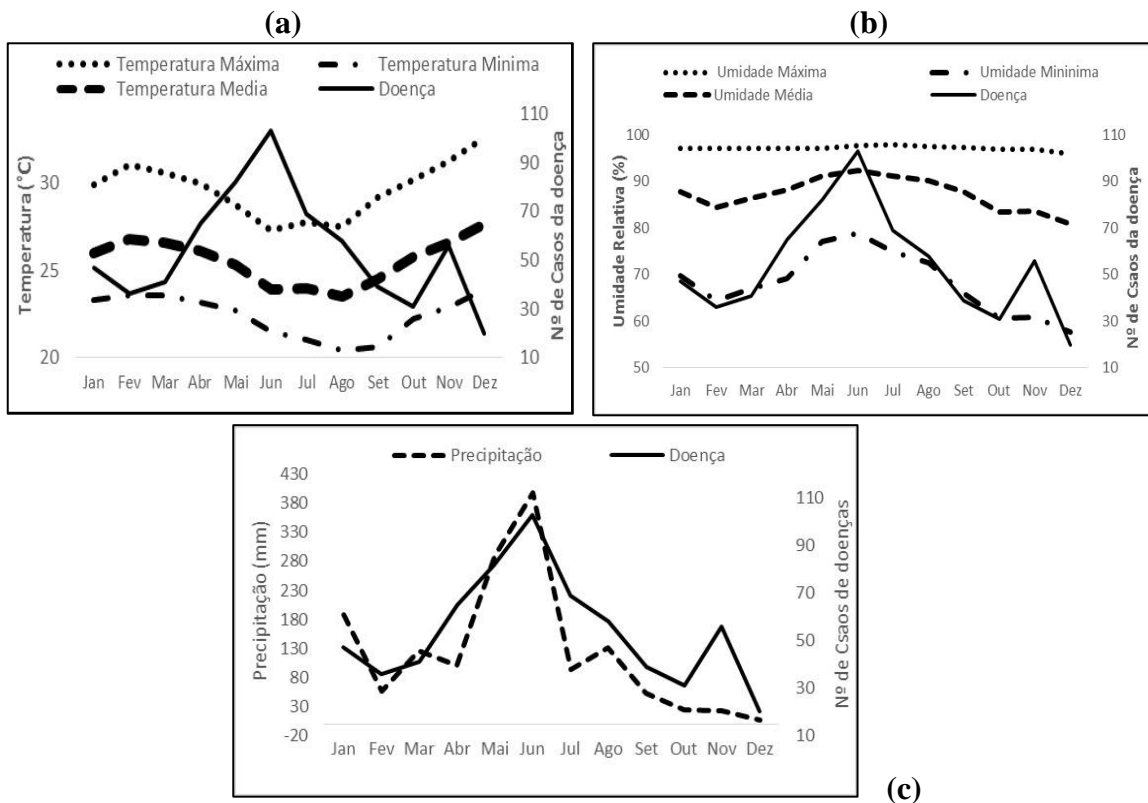 (a)
Temperatura Máxima
Temperatura Minima
Temperatura Media
Doença
Temperatura (°C)
30
25
20
Nº de Casos da doença
110
90
70
50
30
10
Jan Fev Mar Abr Mai Jun Jul Ago Set Out Nov Dez
(b)
Umidade Máxima
Umidade Mininima
Umidade Média
Doença
Umidade Relativa (%)
100
90
80
70
60
50
Nº de Csaos da doença
110
90
70
50
30
10
Jan Fev Mar Abr Mai Jun Jul Ago Set Out Nov Dez
Precipitação
Doença
Precipitação (mm)
430
380
330
280
230
180
130
80
30
-20
Nº de Csaos de doenças
110
90
70
50
30
10
Jan Fev Mar Abr Mai Jun Jul Ago Set Out Nov Dez
(c)